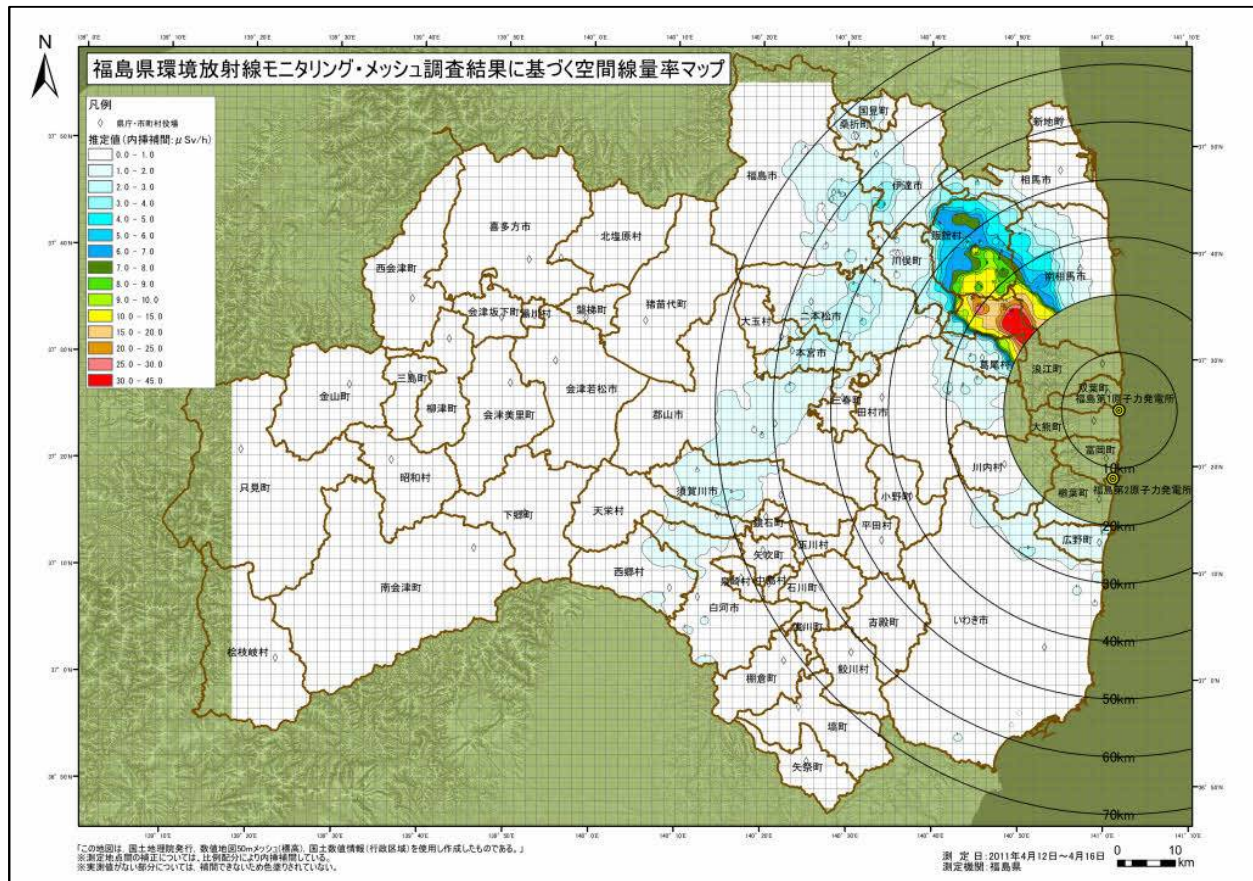 N
福島県環境放射線モニタリング・メッシュ調査結果に基づく空間線量率マップ
凡例
県庁・市町村役場
推定値(内挿補間:μSv/h)
0.0 - 1.0
1.0 - 2.0
2.0 - 3.0
3.0 - 4.0
4.0 - 5.0
5.0 - 6.0
6.0 - 7.0
7.0 - 8.0
8.0 - 9.0
9.0 - 10.0
10.0 - 15.0
15.0 - 20.0
20.0 - 25.0
25.0 - 30.0
30.0 - 45.0
国見町
桑折町
新地町
福島市
伊達市
相馬市
喜多方市
北塩原村
飯舘村
西会津町
川俣町
南相馬市
会津坂下町
湯川村
磐梯町
猪苗代町
大玉村
二本松市
本宮市
葛尾村
浪江町
三島町
金山町
柳津町
会津美里町
会津若松市
郡山市
三春町
田村市
双葉町
福島第1原子力発電所
大熊町
富岡町
只見町
昭和村
須賀川市
川内村
10km
小野町
福島第2原子力発電所
楢葉町
下郷町
天栄村
鏡石町
平田村
20km
玉川村
広野町
矢吹町
西郷村
泉崎村
中島村
石川町
南会津町
30km
白河市
古殿町
いわき市
40km
桧枝岐村
鮫川村
棚倉町
50km
塙町
60km
矢祭町
70km
「この地図は、国土地理院発行、数値地図50mメッシュ(標高)、国土数値情報(行政区域)を使用し作成したものである。」
※測定地点間の補正については、比例配分により内挿補間している。
※実測値がない部分については、補間できないため色塗りされていない。
測 定 日:2011年4月12日~4月16日
測定機関:福島県
0 10
km